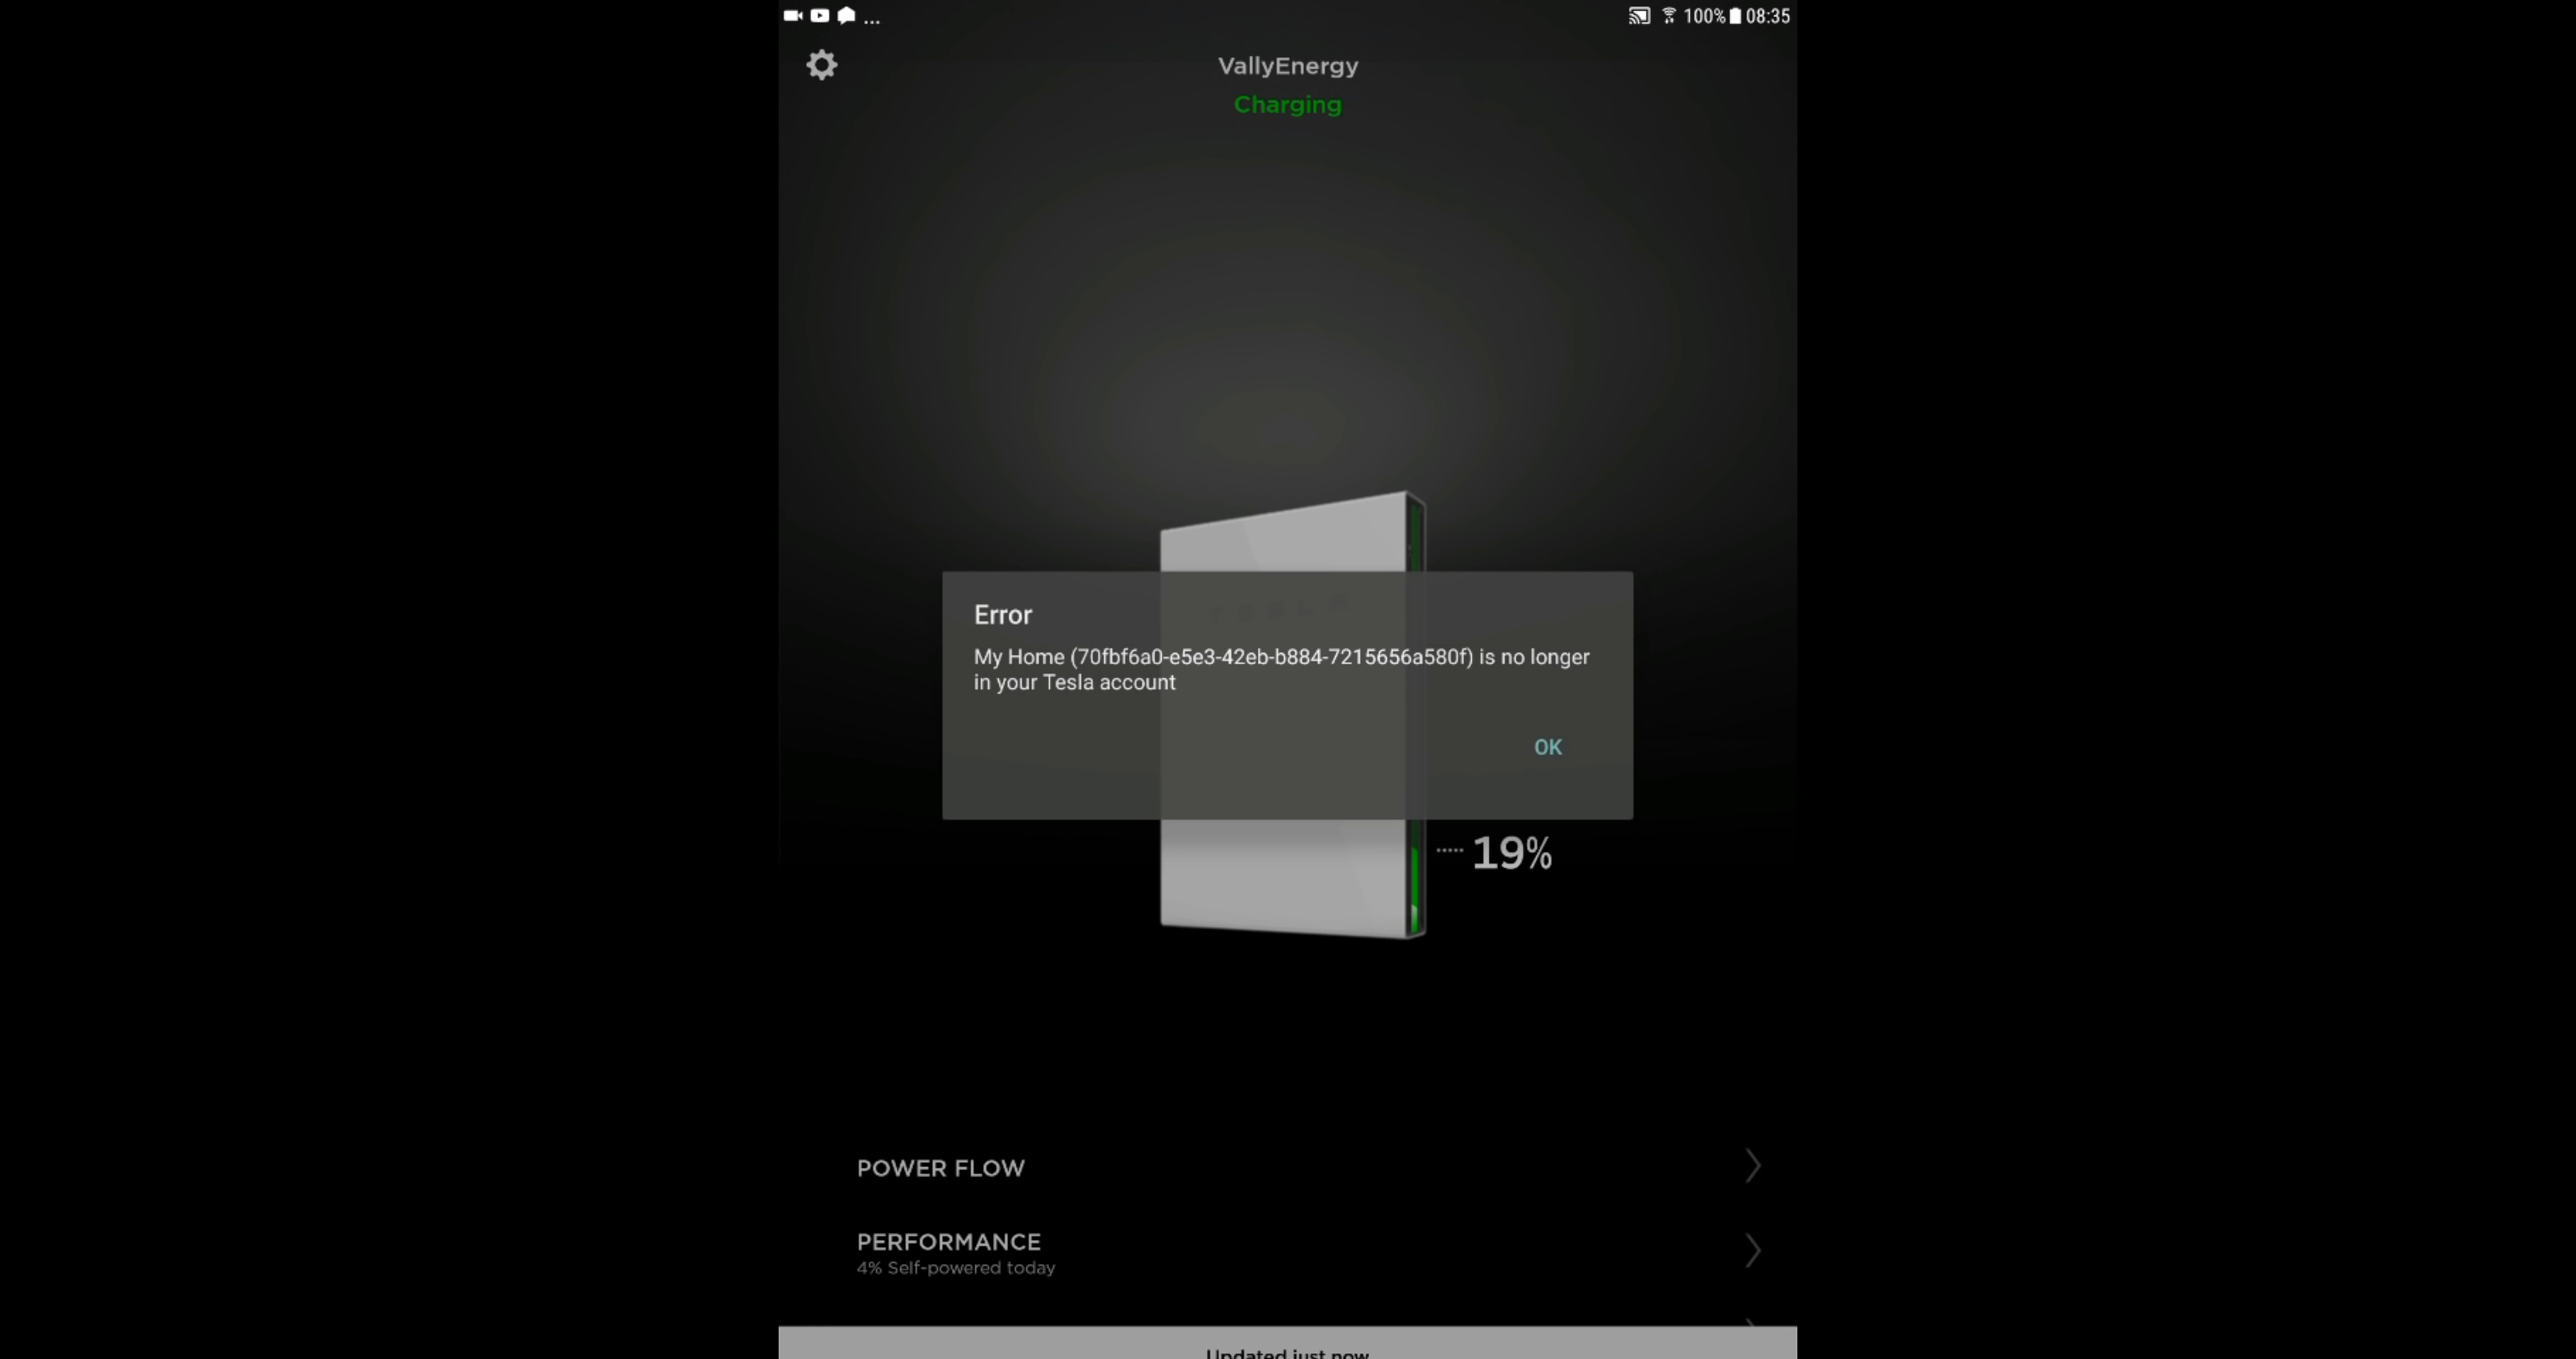 ... 100% 08:35
VallyEnergy
Charging
TESLA
Error
My Home (70fbf6a0-e5e3-42eb-b884-7215656a580f) is no longer
in your Tesla account
OK
19%
POWER FLOW
PERFORMANCE
4% Self-powered today
Updated just now